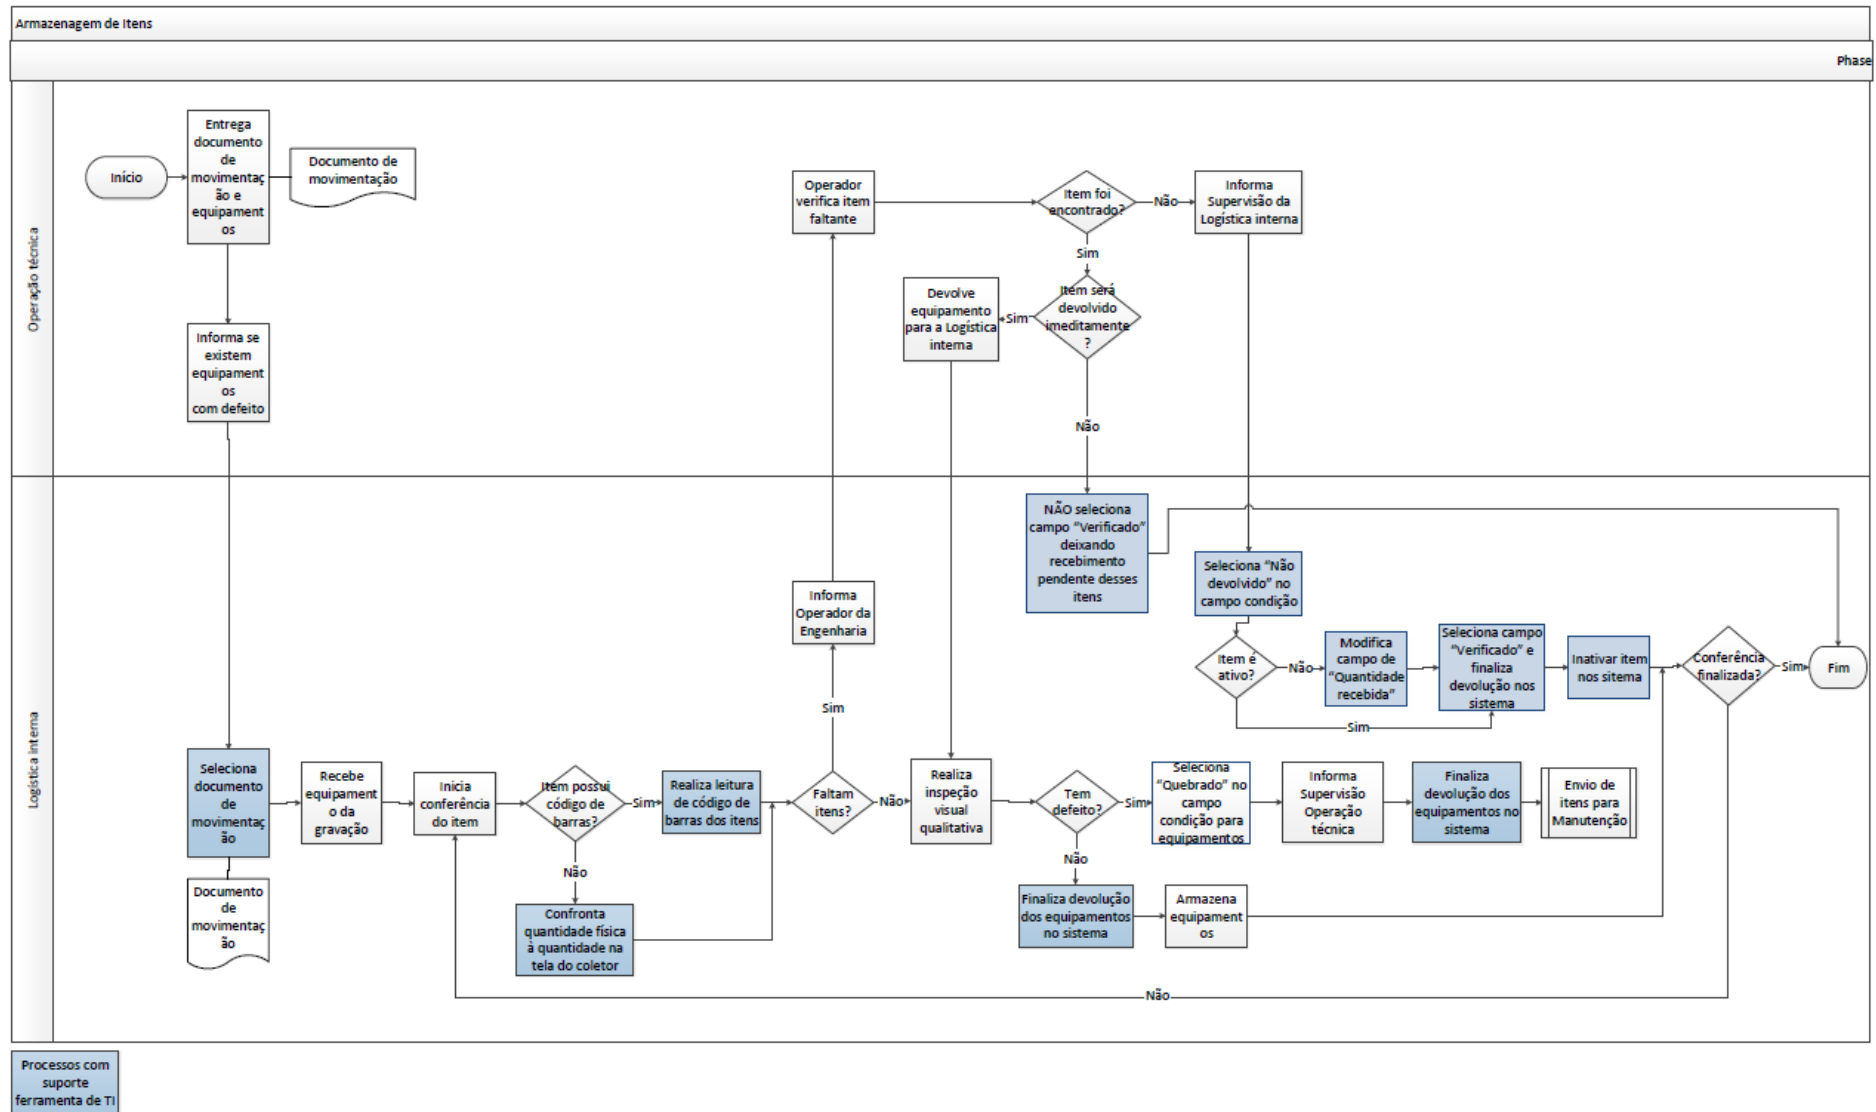 Armazenagem de Itens
Phase
Operação técnica
Início
Entrega
documento
de
movimentaç
ão e
equipament
os
Documento de
movimentação
Informa se
existem
equipament
os
com defeito
Operador
verifica item
faltante
Item foi
encontrado?
Não
Informa
Supervisão da
Logística interna
Sim
Devolve
equipamento
para a Logística
interna
Sim
Item será
devolvido
imeditamente
?
Não
Logística interna
NÃO seleciona
campo “Verificado”
deixando
recebimento
pendente desses
itens
Seleciona “Não
devolvido” no
campo condição
Informa
Operador da
Engenharia
Item é
ativo?
Não
Modifica
campo de
“Quantidade
recebida”
Seleciona campo
“Verificado” e
finaliza
devolução nos
sistema
Inativar item
nos sitema
Conferência
finalizada?
Sim
Fim
Sim
Sim
Seleciona
documento
de
movimentaç
ão
Recebe
equipament
o da
gravação
Inicia
conferência
do item
Item possui
código de
barras?
Sim
Realiza leitura
de código de
barras dos itens
Faltam
itens?
Não
Realiza
inspeção
visual
qualitativa
Tem
defeito?
Sim
Seleciona
“Quebrado” no
campo
condição para
equipamentos
Informa
Supervisão
Operação
técnica
Finaliza
devolução dos
equipamentos no
sistema
Envio de
itens para
Manutenção
Não
Não
Documento
de
movimentaç
ão
Confronta
quantidade física
à quantidade na
tela do coletor
Finaliza devolução
dos equipamentos
no sistema
Armazena
equipament
os
Não
Processos com
suporte
ferramenta de TI